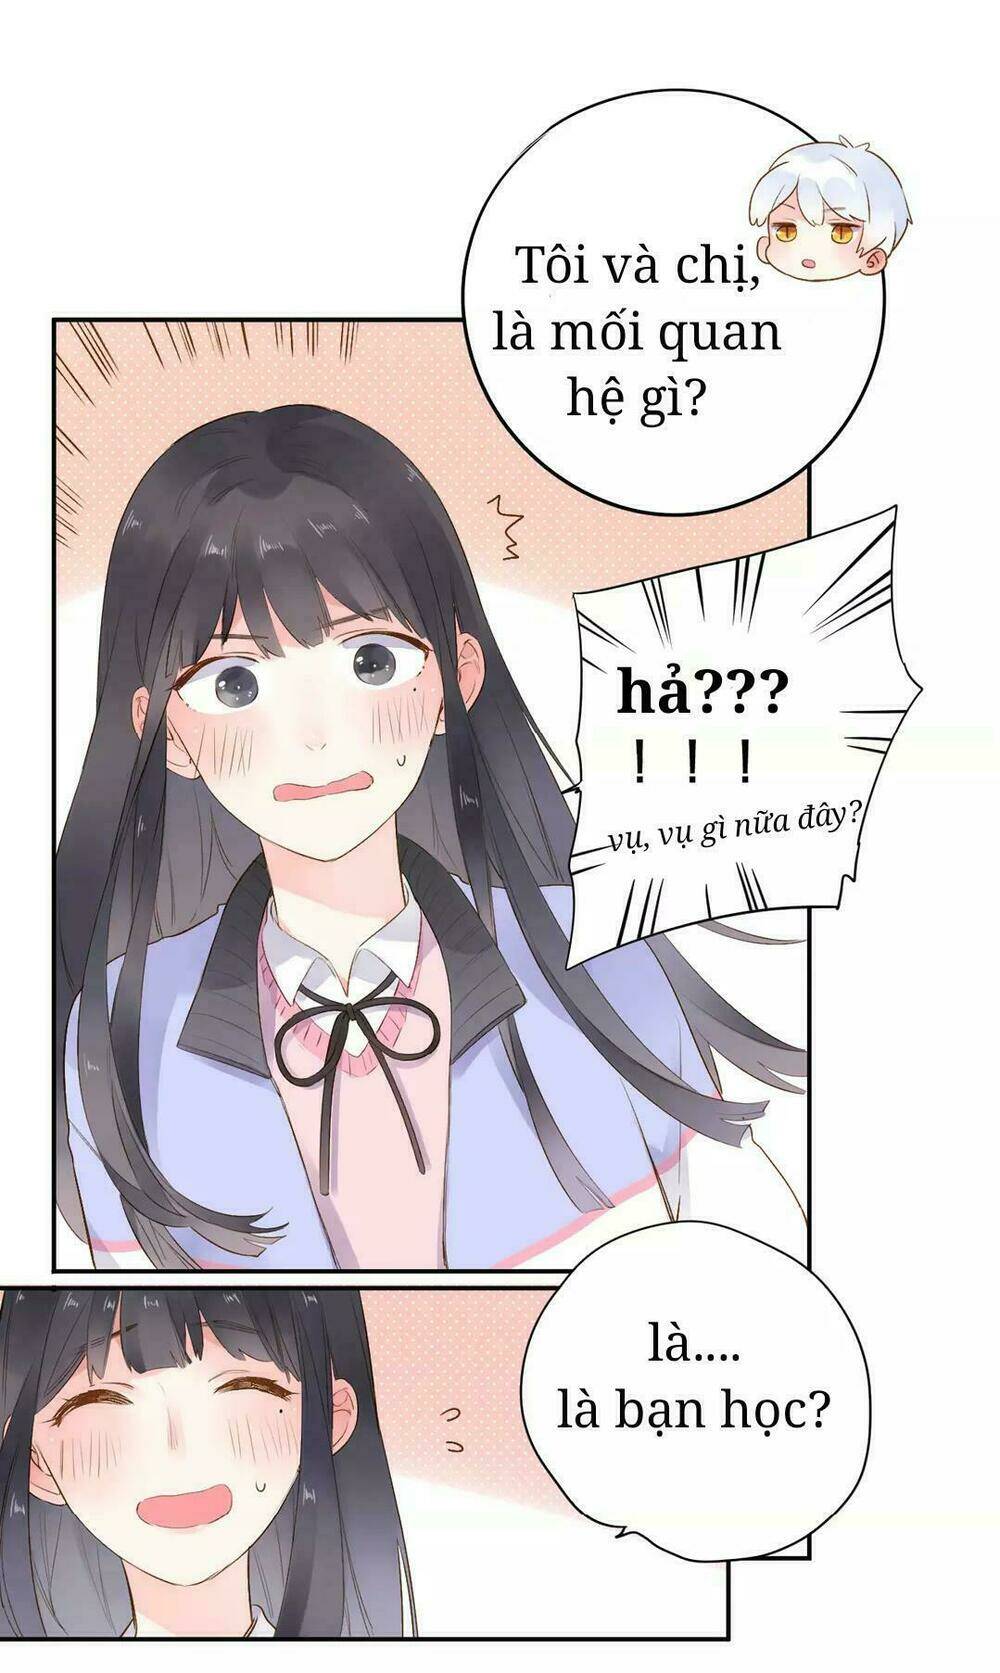 Tôi và chị,
là mối quan
hệ gì?
hả???
！！！
vụ, vụ gì nữa đây?
là....
là bạn học?